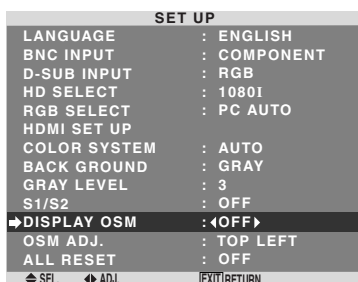 SET UP
LANGUAGE : ENGLISH
BNC INPUT : COMPONENT
D-SUB INPUT : RGB
HD SELECT : 1080I
RGB SELECT : PC AUTO
HDMI SET UP
COLOR SYSTEM : AUTO
BACK GROUND : GRAY
GRAY LEVEL : 3
S1/S2 : OFF
DISPLAY OSM : OFF
OSM ADJ. : TOP LEFT
ALL RESET : OFF
SEL. ADJ. EXIT RETURN